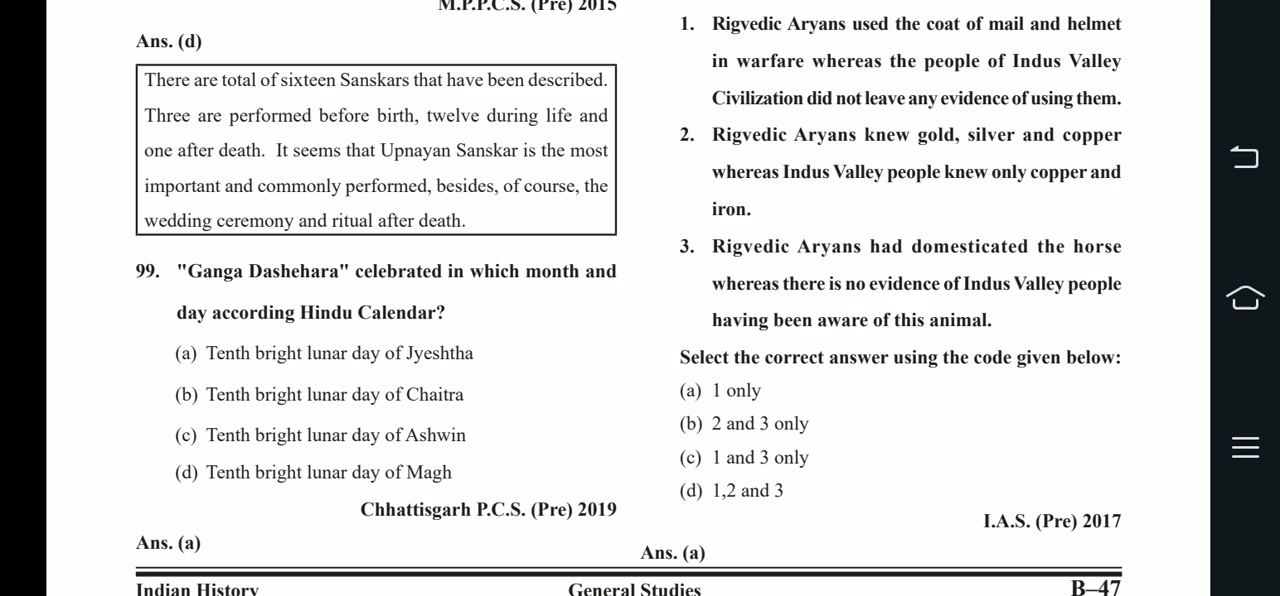 M.P.P.C.S. (Pre) 2015
Ans. (d)
There are total of sixteen Sanskars that have been described.
Three are performed before birth, twelve during life and
one after death. It seems that Upnayan Sanskar is the most
important and commonly performed, besides, of course, the
wedding ceremony and ritual after death.
99. "Ganga Dashehara" celebrated in which month and
day according Hindu Calendar?
(a) Tenth bright lunar day of Jyeshtha
(b) Tenth bright lunar day of Chaitra
(c) Tenth bright lunar day of Ashwin
(d) Tenth bright lunar day of Magh
Chhattisgarh P.C.S. (Pre) 2019
Ans. (a)
1. Rigvedic Aryans used the coat of mail and helmet
in warfare whereas the people of Indus Valley
Civilization did not leave any evidence of using them.
2. Rigvedic Aryans knew gold, silver and copper
whereas Indus Valley people knew only copper and
iron.
3. Rigvedic Aryans had domesticated the horse
whereas there is no evidence of Indus Valley people
having been aware of this animal.
Select the correct answer using the code given below:
(a) 1 only
(b) 2 and 3 only
(c) 1 and 3 only
(d) 1,2 and 3
I.A.S. (Pre) 2017
Ans. (a)
Indian History General Studies B–47